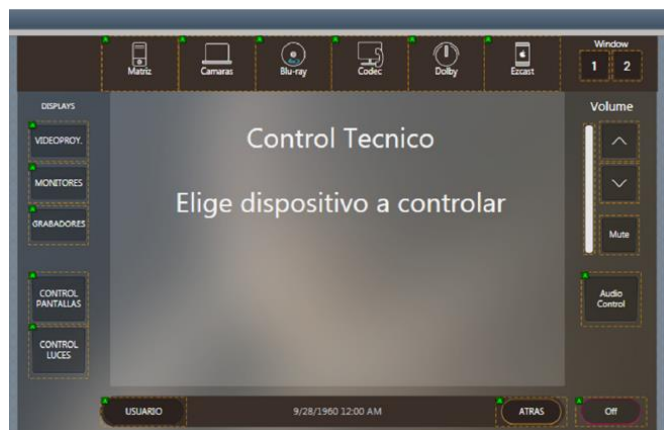 Matriz
Camaras
Blu-ray
Codec
Dolby
Ezcast
Window
1 2
DISPLAYS
VIDEOPROY.
MONITORES
GRABADORES
CONTROL
PANTALLAS
CONTROL
LUCES
Control Tecnico
Elige dispositivo a controlar
Volume
Mute
Audio
Control
USUARIO
9/28/1960 12:00 AM
ATRAS
Off